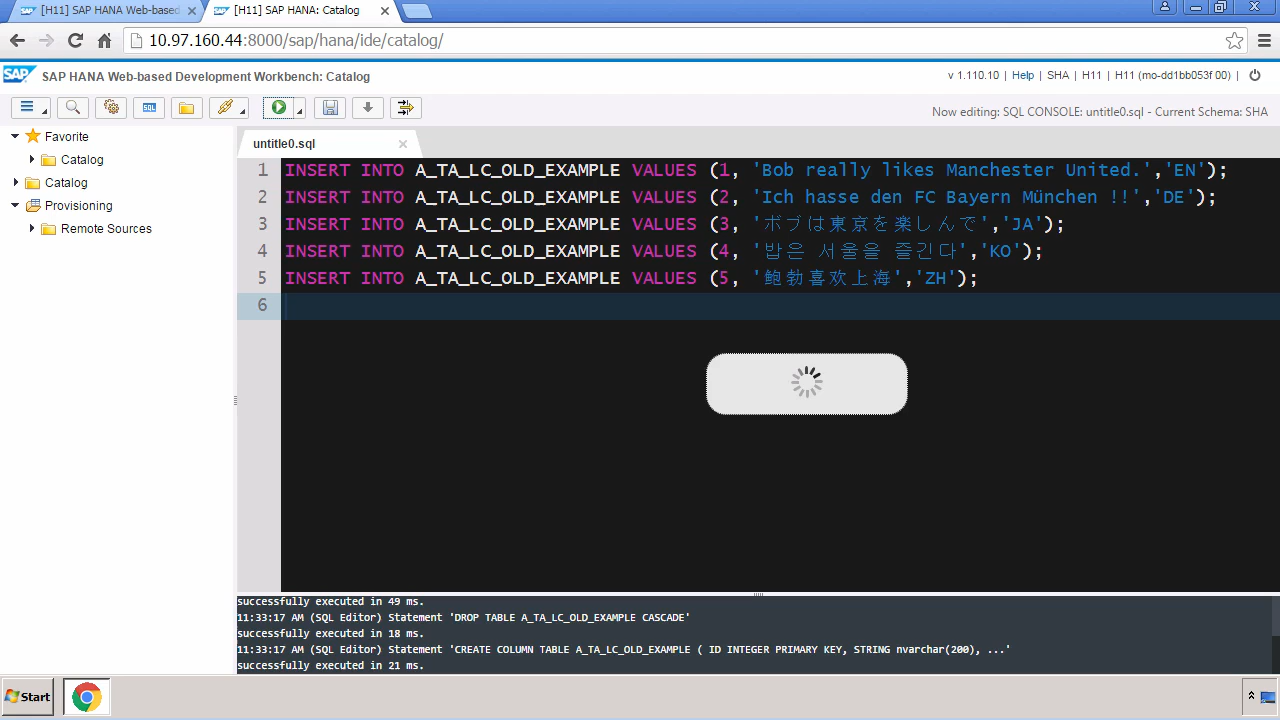 [H11] SAP HANA Web-based
[H11] SAP HANA: Catalog
10.97.160.44:8000/sap/hana/ide/catalog/
SAP SAP HANA Web-based Development Workbench: Catalog
v 1.110.10 | Help | SHA | H11 | H11 (mo-dd1bb053f 00) |
SQL
Now editing: SQL CONSOLE: untitle0.sql - Current Schema: SHA
Favorite
Catalog
Catalog
Provisioning
Remote Sources
untitle0.sql
1 INSERT INTO A_TA_LC_OLD_EXAMPLE VALUES (1, 'Bob really likes Manchester United.','EN');
2 INSERT INTO A_TA_LC_OLD_EXAMPLE VALUES (2, 'Ich hasse den FC Bayern München !!','DE');
3 INSERT INTO A_TA_LC_OLD_EXAMPLE VALUES (3, 'ボブは東京を楽しんで','JA');
4 INSERT INTO A_TA_LC_OLD_EXAMPLE VALUES (4, '밥은 서울을 즐긴다','KO');
5 INSERT INTO A_TA_LC_OLD_EXAMPLE VALUES (5, '鲍勃喜欢上海','ZH');
6
successfully executed in 49 ms.
11:33:17 AM (SQL Editor) Statement 'DROP TABLE A_TA_LC_OLD_EXAMPLE CASCADE'
successfully executed in 18 ms.
11:33:17 AM (SQL Editor) Statement 'CREATE COLUMN TABLE A_TA_LC_OLD_EXAMPLE ( ID INTEGER PRIMARY KEY, STRING nvarchar(200), ...'
successfully executed in 21 ms.
Start